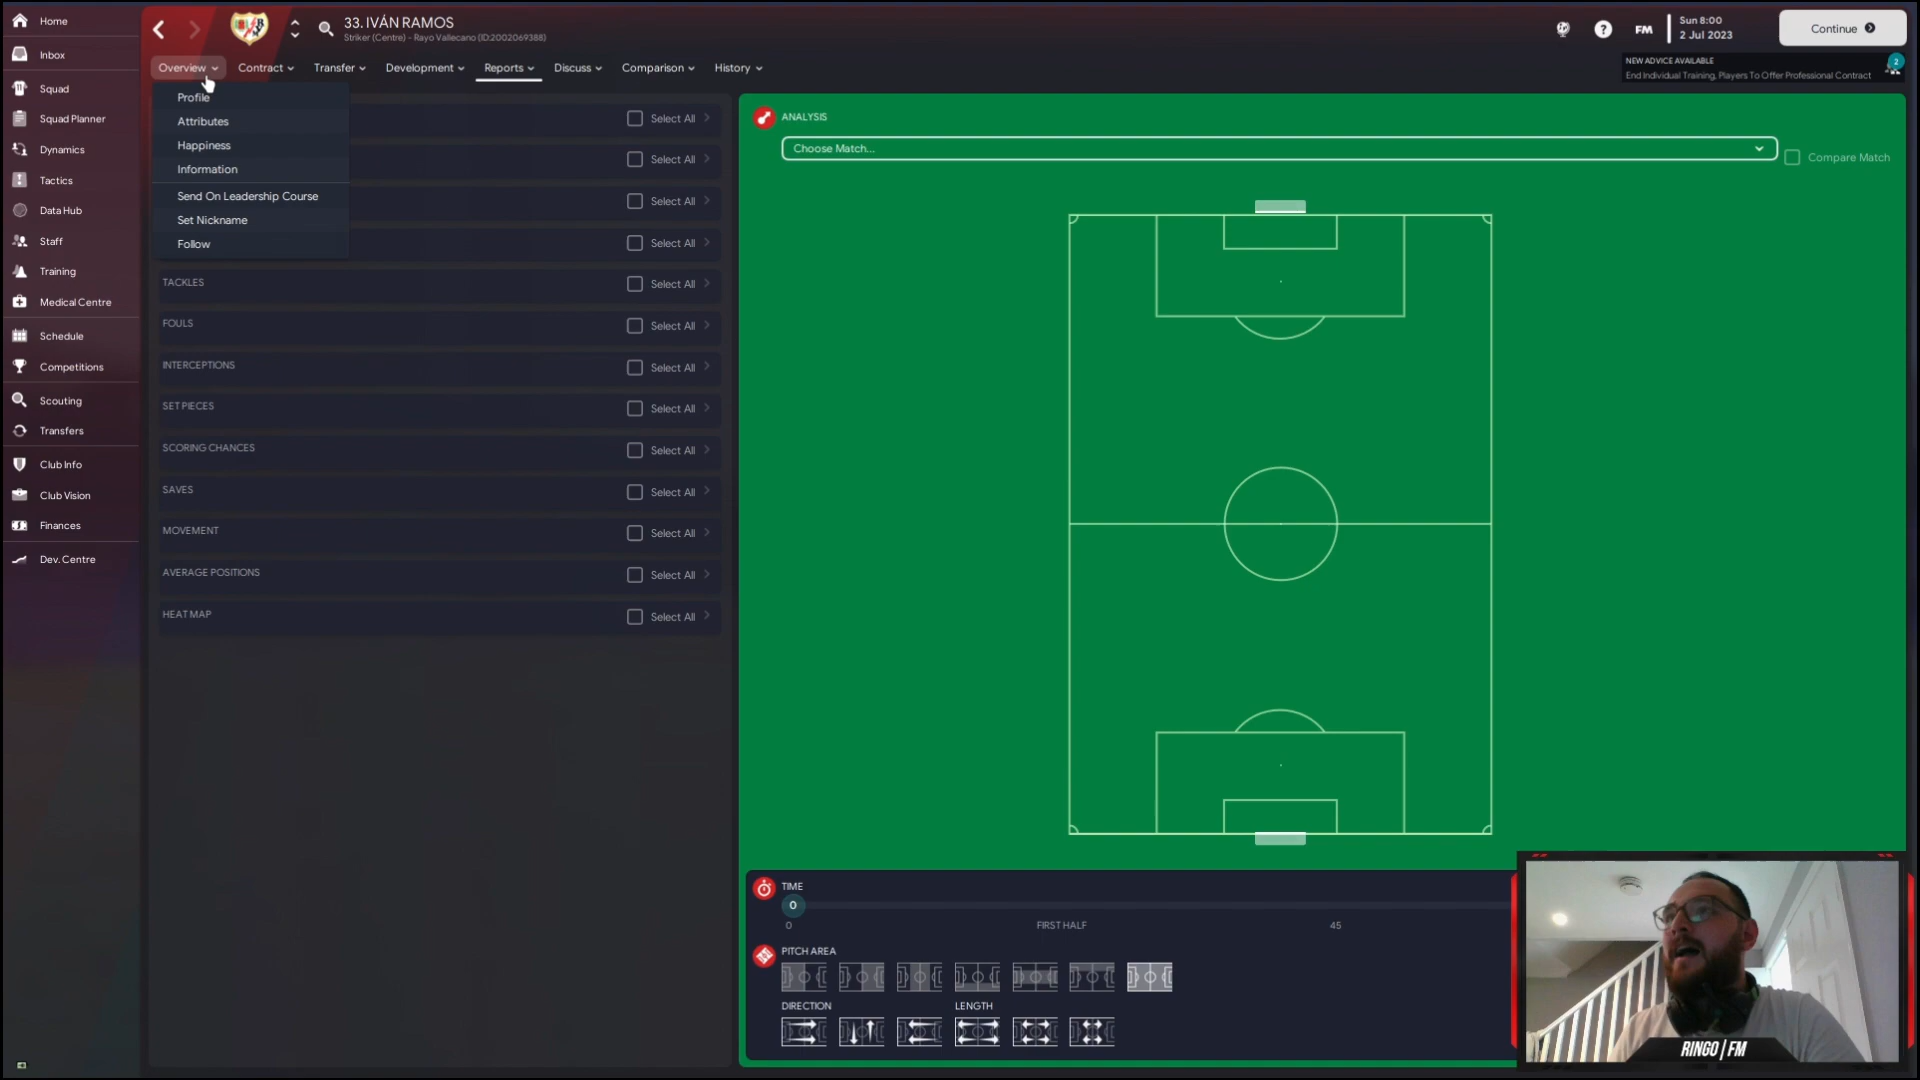 Home
Inbox
Squad
Squad Planner
Dynamics
Tactics
Data Hub
Staff
Training
Medical Centre
Schedule
Competitions
Scouting
Transfers
Club Info
Club Vision
Finances
Dev. Centre
33. IVÁN RAMOS
Striker (Centre) - Rayo Vallecano (ID:2002069388)
FM
Sun 8:00
2 Jul 2023
Continue
Overview Contract Transfer Development Reports Discuss Comparison History
NEW ADVICE AVAILABLE
End Individual Training, Players To Offer Professional Contract
2
Profile
Attributes
Happiness
Information
Send On Leadership Course
Set Nickname
Follow
Select All
Select All
Select All
Select All
TACKLES Select All
FOULS Select All
INTERCEPTIONS Select All
SET PIECES Select All
SCORING CHANCES Select All
SAVES Select All
MOVEMENT Select All
AVERAGE POSITIONS Select All
HEAT MAP Select All
ANALYSIS
Choose Match...
Compare Match
TIME
0
0 FIRST HALF 45
PITCH AREA
DIRECTION LENGTH
RINGO | FM